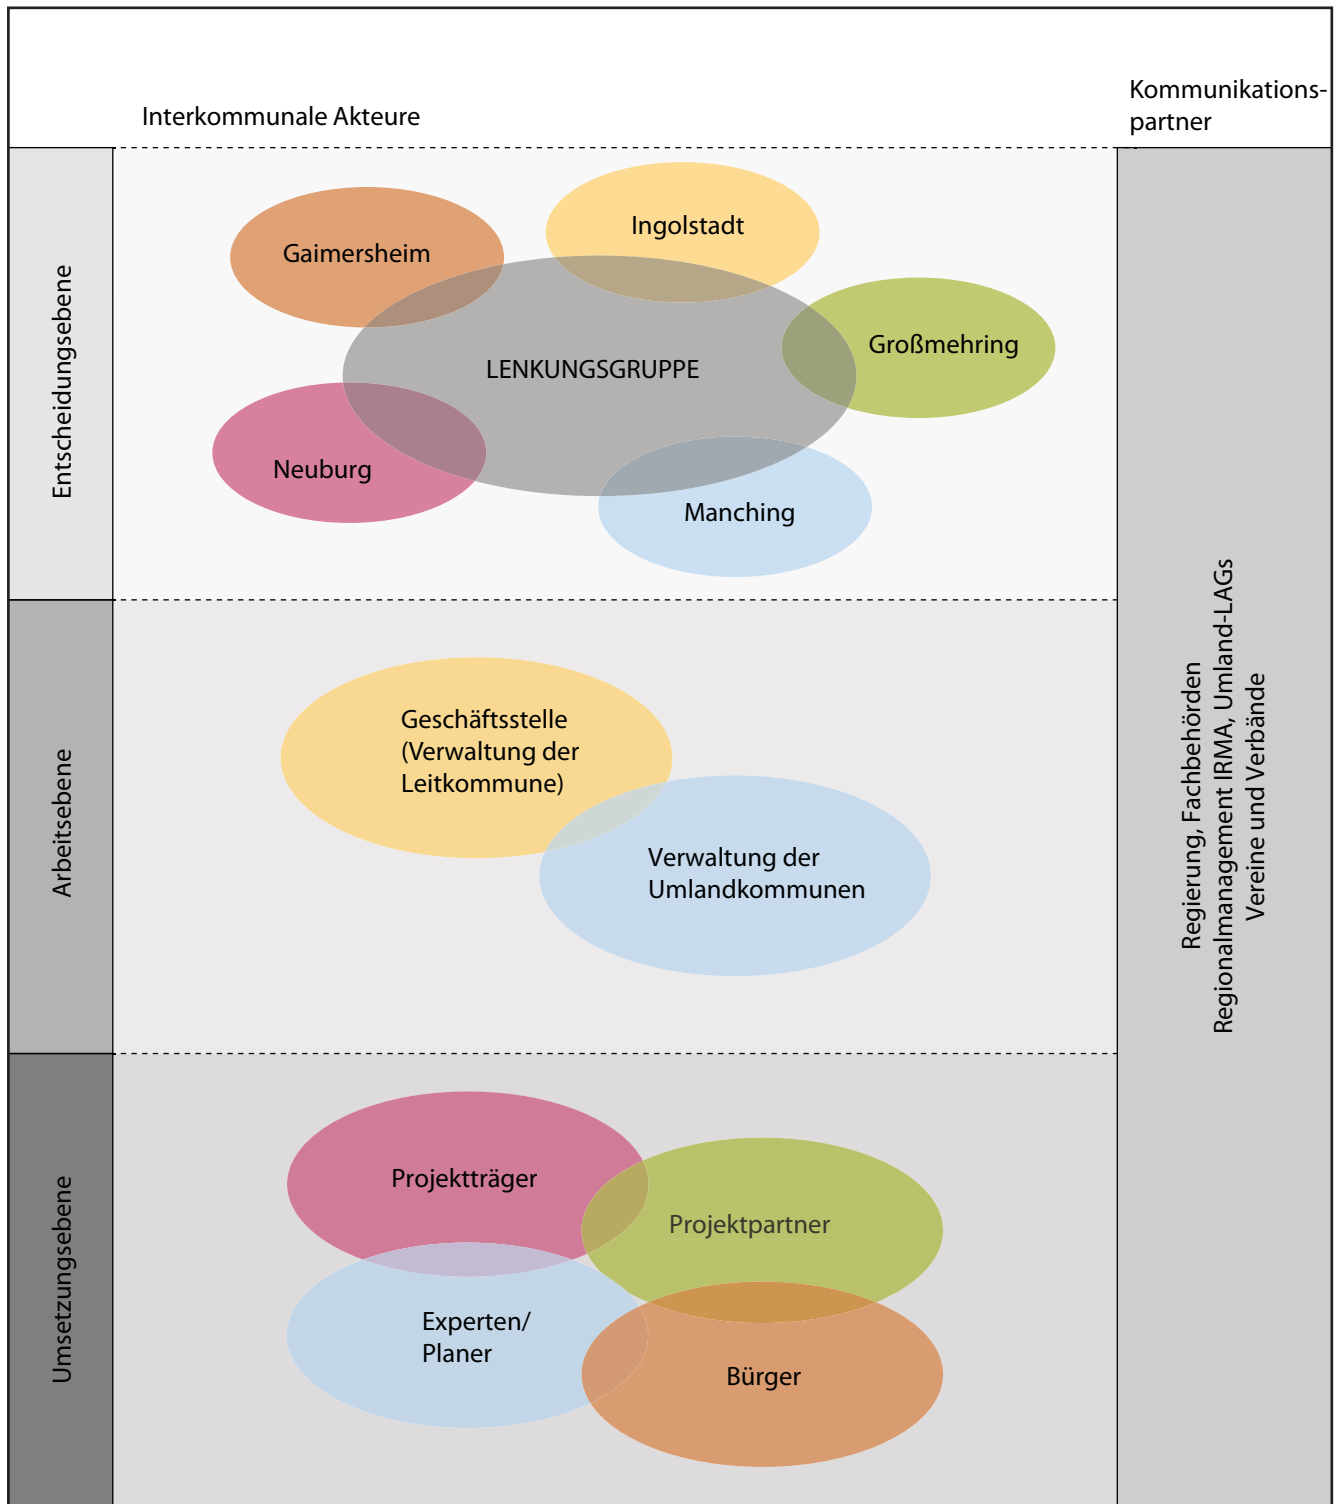 Interkommunale Akteure
Kommunikations-
partner
Entscheidungsebene
Gaimersheim
Ingolstadt
Großmehring
LENKUNGSGRUPPE
Neuburg
Manching
Arbeitsebene
Geschäftsstelle
(Verwaltung der
Leitkommune)
Verwaltung der
Umlandkommunen
Umsetzungsebene
Projektträger
Projektpartner
Experten/
Planer
Bürger
Regierung, Fachbehörden
Regionalmanagement IRMA, Umland-LAGs
Vereine und Verbände